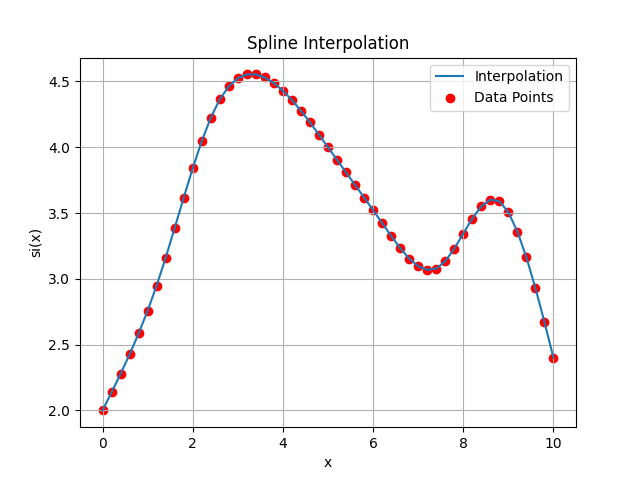 Spline Interpolation
Interpolation
Data Points
4.5
4.0
3.5
3.0
2.5
2.0
si(x)
0 2 4 6 8 10
x